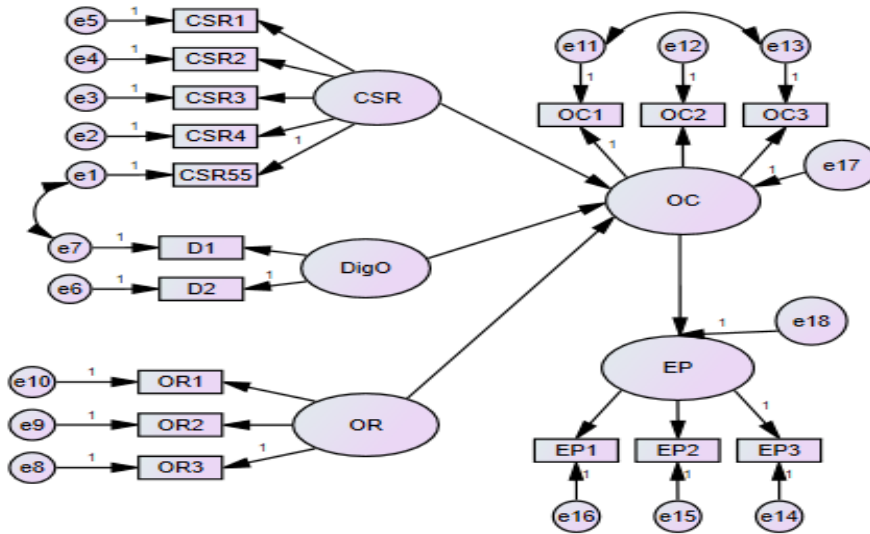 e5 1 CSR1
e4 1 CSR2
e3 1 CSR3
e2 1 CSR4
e1 1 CSR55
1
CSR
e7 1 D1
e6 1 D2
1
DigO
e10 1 OR1
e9 1 OR2
e8 1 OR3
1
OR
e11 e12 e13
1 1 1
OC1 OC2 OC3
1
1 e17
OC
1 e18
EP
1
EP1 EP2 EP3
1 1 1
e16 e15 e14